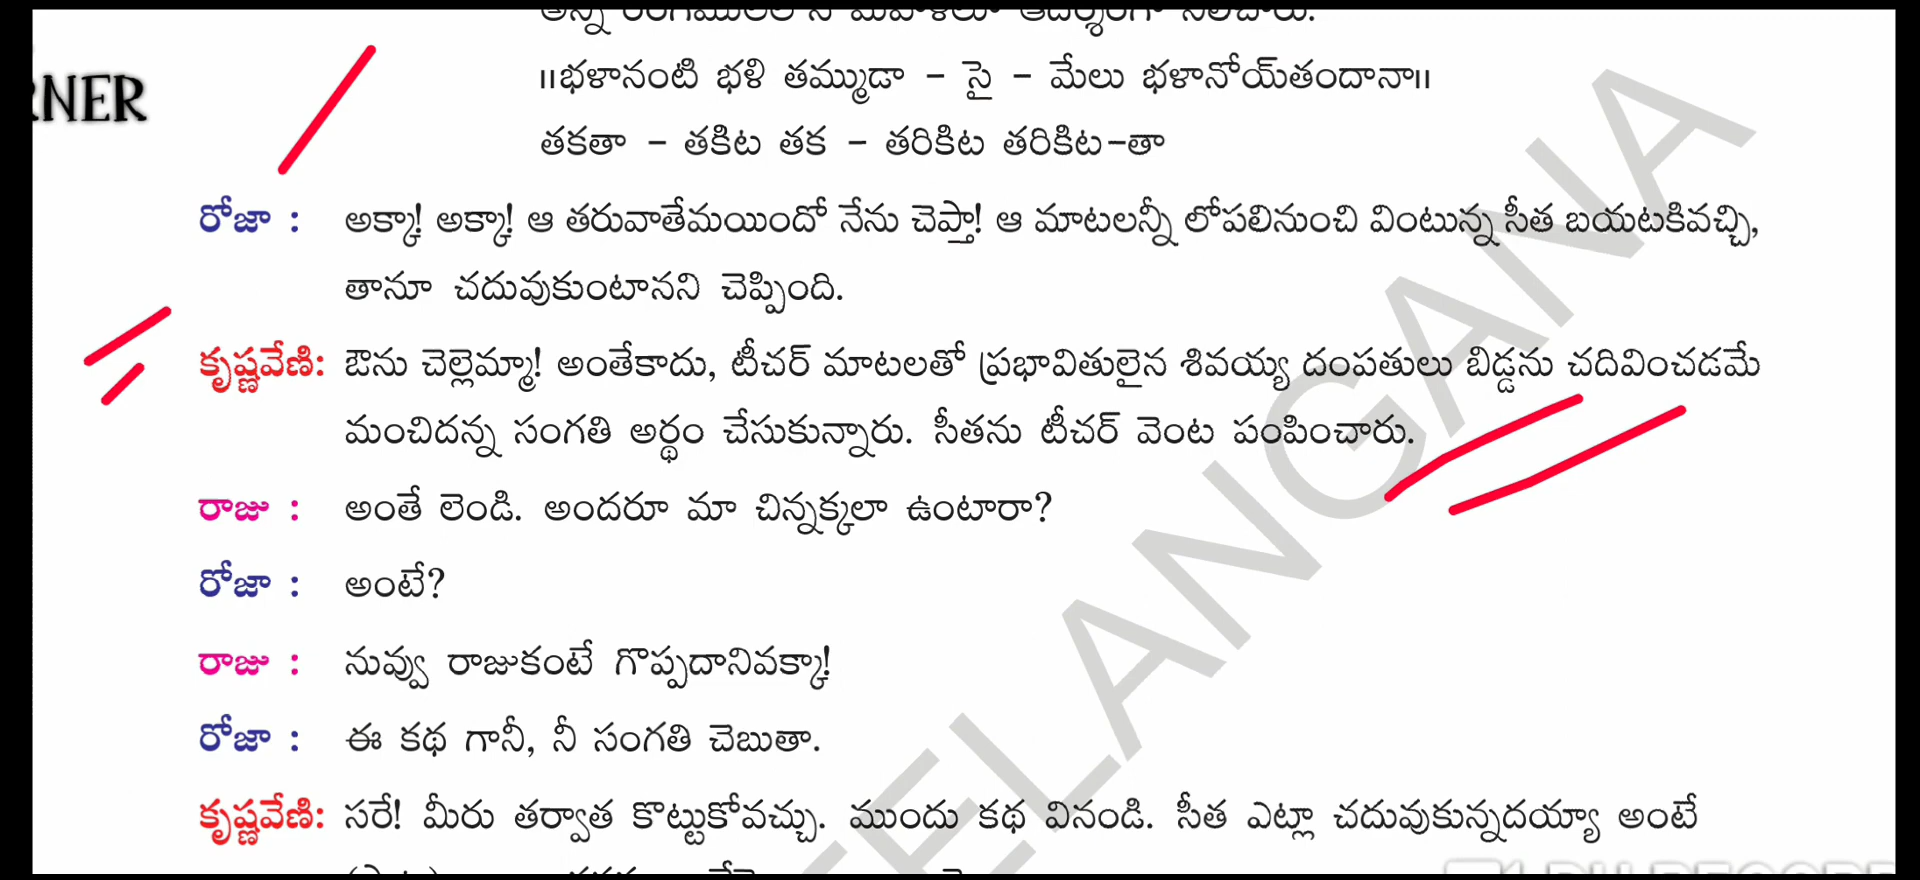 RNER
॥భళానంటి భళి తమ్ముడా – సై – మేలు భళానోయ్‌తందానా॥
తకతా – తకిట తక – తరికిట తరికిట–తా
రోజా : అక్కా! అక్కా! ఆ తరువాతేమయిందో నేను చెప్తా! ఆ మాటలన్నీ లోపలినుంచి వింటున్న సీత బయటకివచ్చి,
తానూ చదువుకుంటానని చెప్పింది.
కృష్ణవేణి: ఔను చెల్లెమ్మా! అంతేకాదు, టీచర్ మాటలతో ప్రభావితులైన శివయ్య దంపతులు బిడ్డను చదివించడమే
మంచిదన్న సంగతి అర్థం చేసుకున్నారు. సీతను టీచర్ వెంట పంపించారు.
రాజు : అంతే లెండి. అందరూ మా చిన్నక్కలా ఉంటారా?
రోజా : అంటే?
రాజు : నువ్వు రాజుకంటే గొప్పదానివక్కా!
రోజా : ఈ కథ గానీ, నీ సంగతి చెబుతా.
కృష్ణవేణి: సరే! మీరు తర్వాత కొట్టుకోవచ్చు. ముందు కథ వినండి. సీత ఎట్లా చదువుకున్నదయ్యా అంటే
TELANGANA